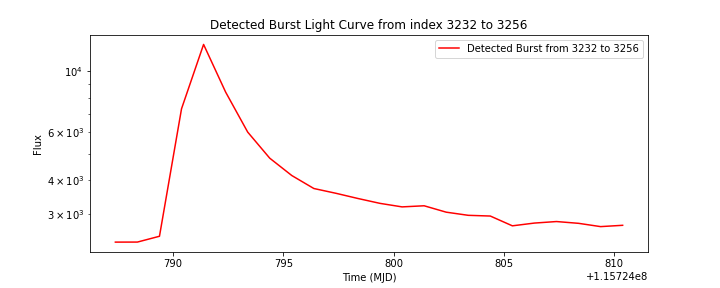 Detected Burst Light Curve from index 3232 to 3256
Detected Burst from 3232 to 3256
Flux
10⁴
6 × 10³
4 × 10³
3 × 10³
790 795 800 805 810
Time (MJD)
+1.15724e8